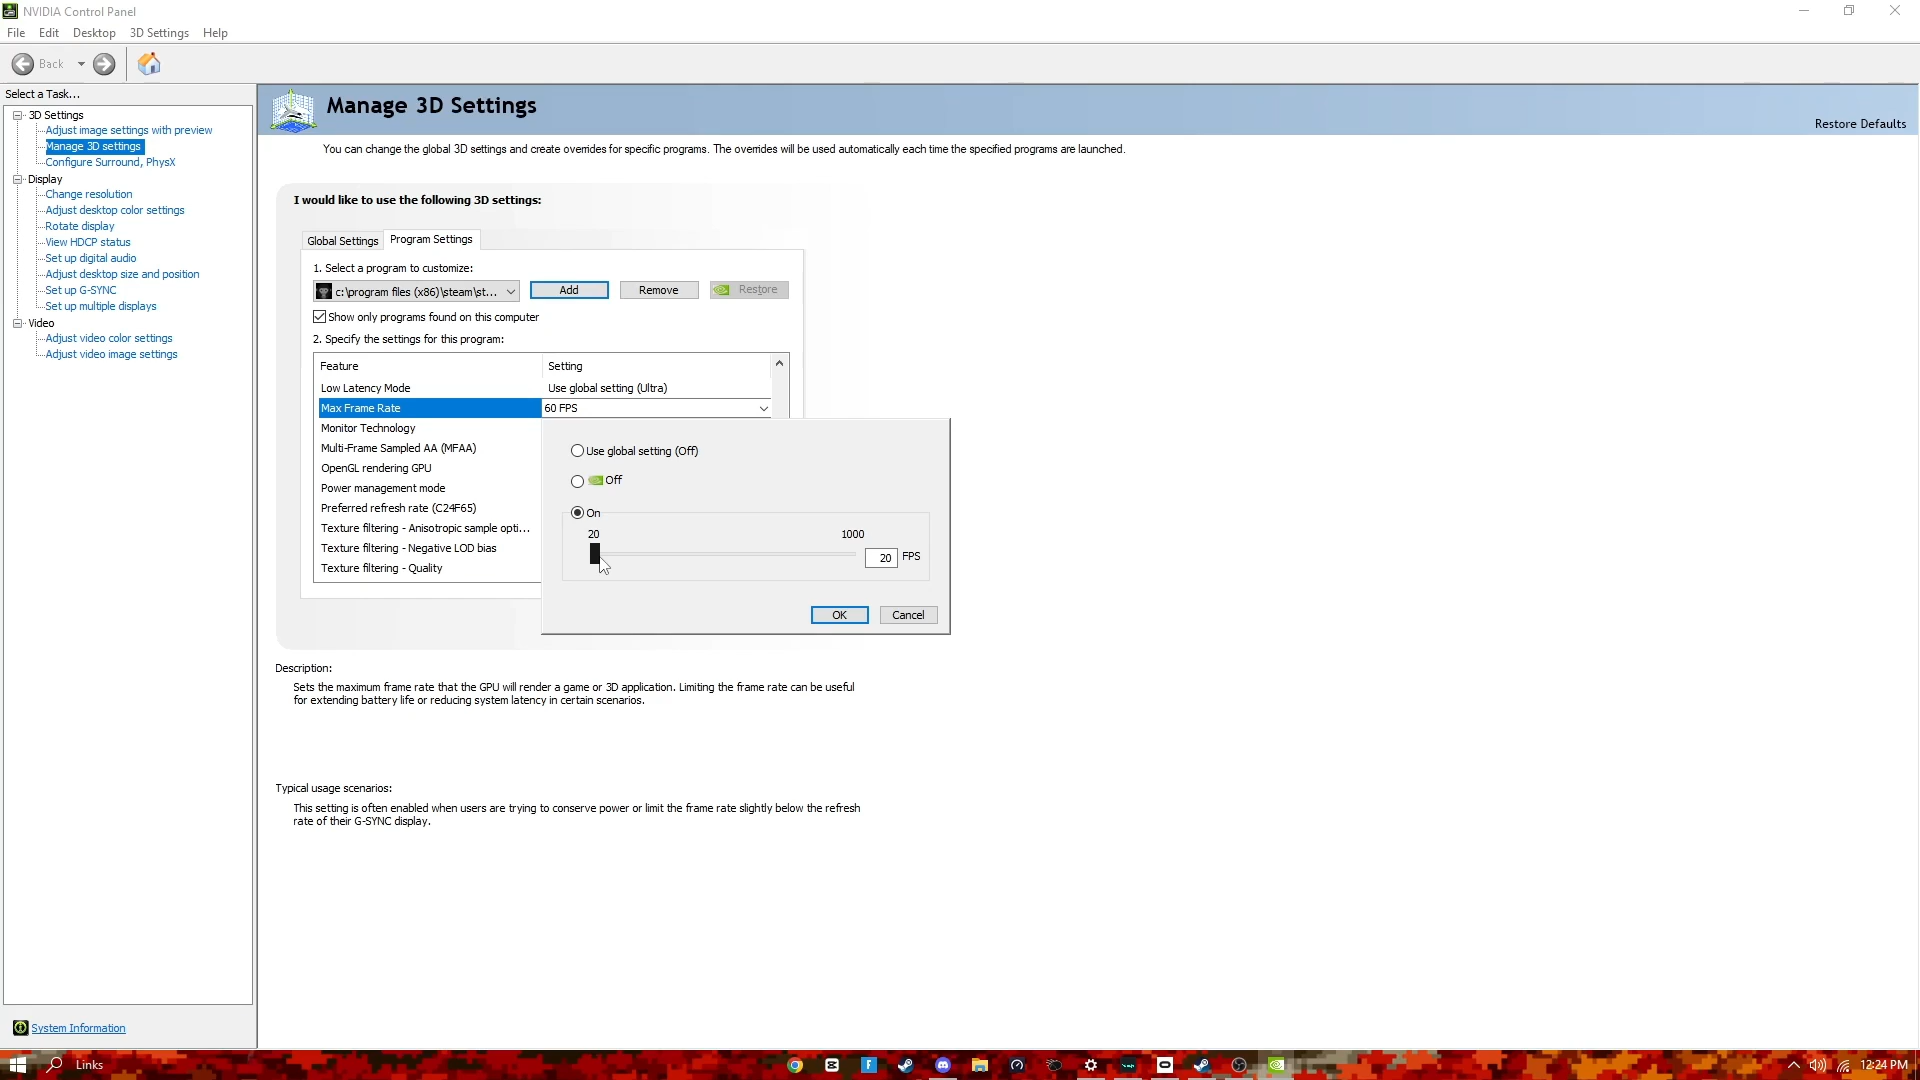 NVIDIA Control Panel
File Edit Desktop 3D Settings Help
Back
Select a Task...
3D Settings
Adjust image settings with preview
Manage 3D settings
Configure Surround, PhysX
Display
Change resolution
Adjust desktop color settings
Rotate display
View HDCP status
Set up digital audio
Adjust desktop size and position
Set up G-SYNC
Set up multiple displays
Video
Adjust video color settings
Adjust video image settings
System Information
Manage 3D Settings
Restore Defaults
You can change the global 3D settings and create overrides for specific programs. The overrides will be used automatically each time the specified programs are launched.
I would like to use the following 3D settings:
Global Settings Program Settings
1. Select a program to customize:
c:\program files (x86)\steam\st... Add Remove Restore
Show only programs found on this computer
2. Specify the settings for this program:
Feature Setting
Low Latency Mode Use global setting (Ultra)
Max Frame Rate 60 FPS
Monitor Technology
Multi-Frame Sampled AA (MFAA)
OpenGL rendering GPU
Power management mode
Preferred refresh rate (C24F65)
Texture filtering - Anisotropic sample opti...
Texture filtering - Negative LOD bias
Texture filtering - Quality
Use global setting (Off)
Off
On
20 1000
20 FPS
OK Cancel
Description:
Sets the maximum frame rate that the GPU will render a game or 3D application. Limiting the frame rate can be useful
for extending battery life or reducing system latency in certain scenarios.
Typical usage scenarios:
This setting is often enabled when users are trying to conserve power or limit the frame rate slightly below the refresh
rate of their G-SYNC display.
Links
12:24 PM